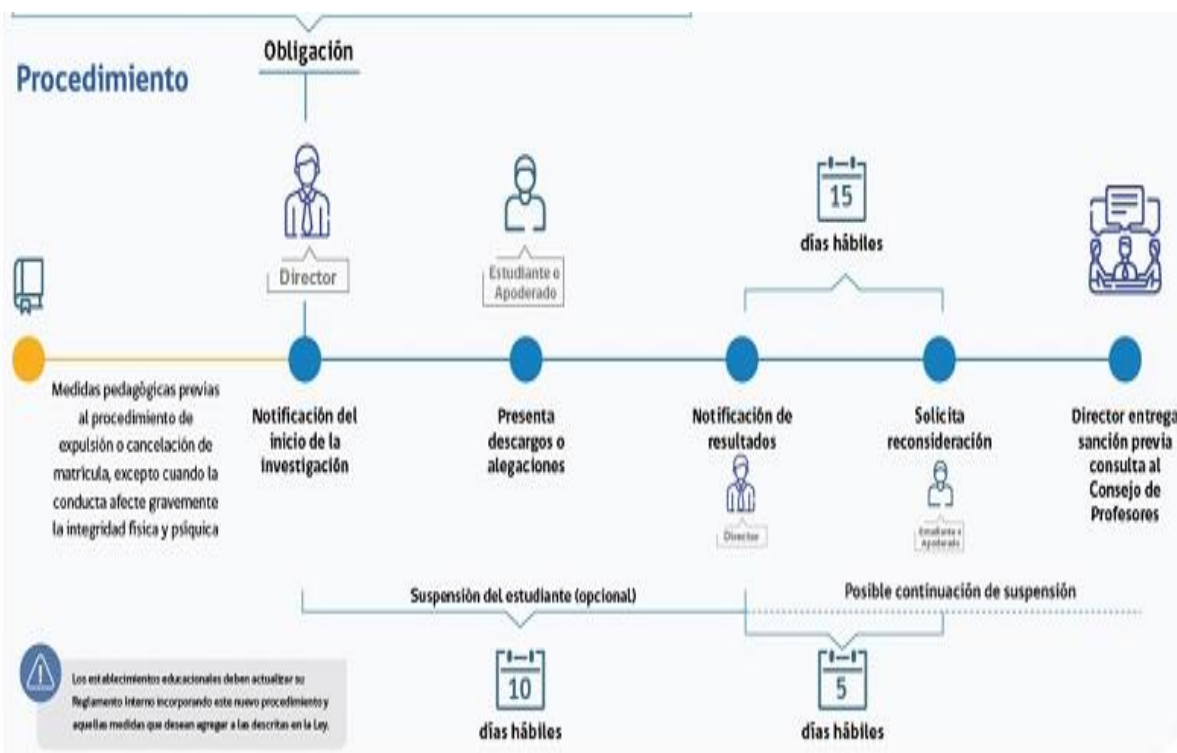 Obligación
Procedimiento
15
días hábiles
Director
Estudiante o
Apoderado
Medidas pedagógicas previas
al procedimiento de
expulsión o cancelación de
matrícula, excepto cuando la
conducta afecte gravemente
la integridad física y psíquica
Notificación del
inicio de la
investigación
Presenta
descargos o
alegaciones
Notificación de
resultados
Director
Solicita
reconsideración
Estudiante o
Apoderado
Director entrega
sanción previa
consulta al
Consejo de
Profesores
Suspensión del estudiante (opcional)
Posible continuación de suspensión
10
días hábiles
5
días hábiles
Los establecimientos educacionales deben actualizar su
Reglamento Interno incorporando este nuevo procedimiento y
aquellas medidas que desean agregar a las descritas en la Ley.